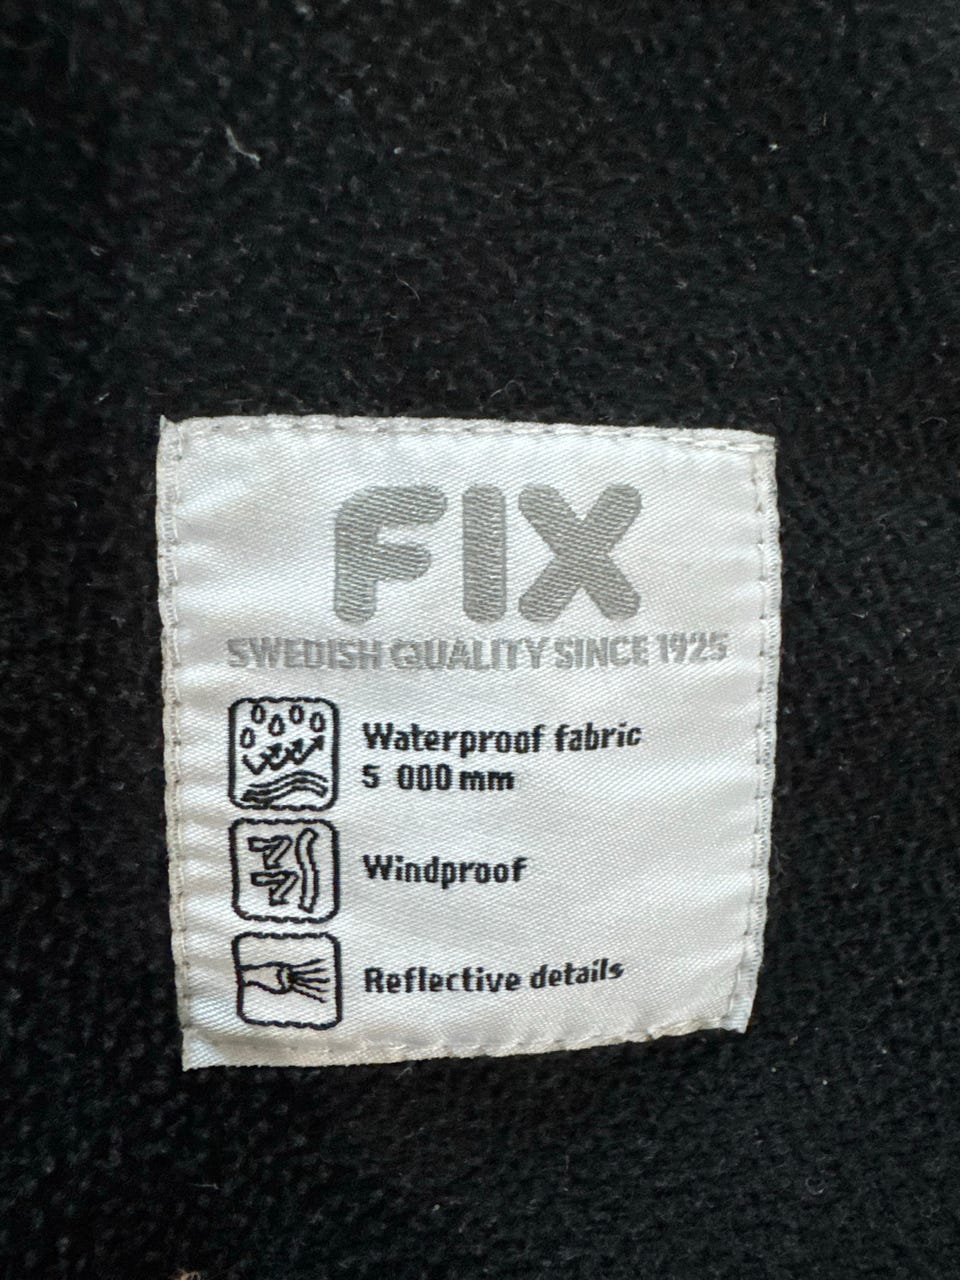 FIX
SWEDISH QUALITY SINCE 1925
Waterproof fabric
5 000 mm
Windproof
Reflective details